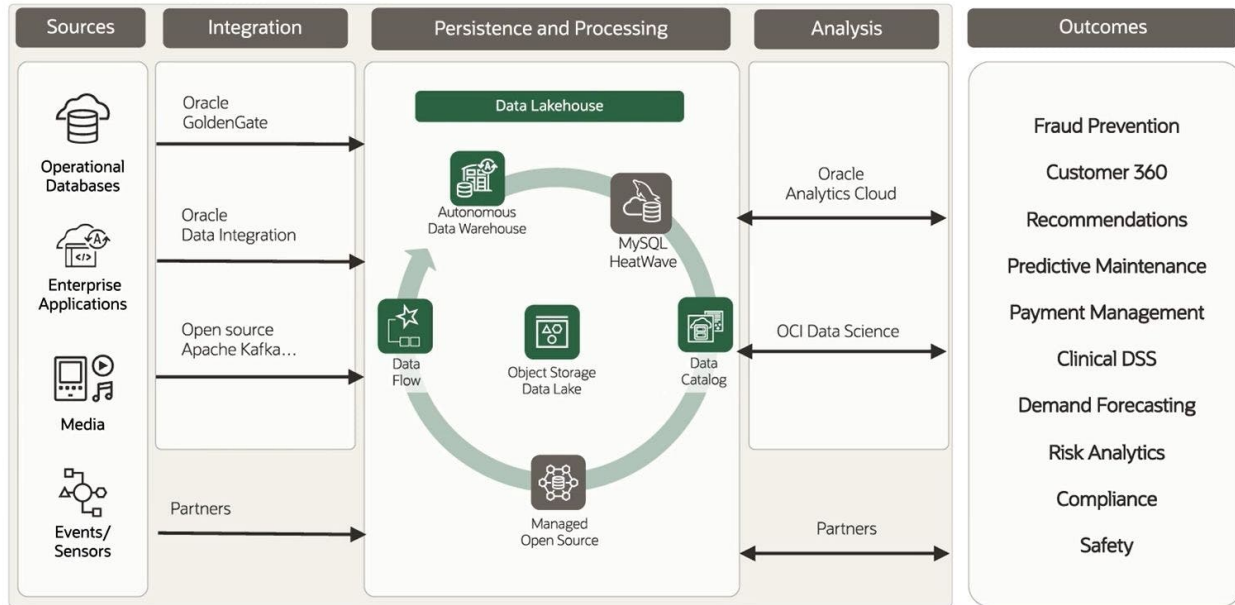 Sources
Integration
Persistence and Processing
Analysis
Outcomes
Operational
Databases
Enterprise
Applications
Media
Events/
Sensors
Oracle
GoldenGate
Oracle
Data Integration
Open source
Apache Kafka...
Partners
Data Lakehouse
Autonomous
Data Warehouse
MySQL
HeatWave
Data
Flow
Object Storage
Data Lake
Data
Catalog
Managed
Open Source
Oracle
Analytics Cloud
OCI Data Science
Partners
Fraud Prevention
Customer 360
Recommendations
Predictive Maintenance
Payment Management
Clinical DSS
Demand Forecasting
Risk Analytics
Compliance
Safety